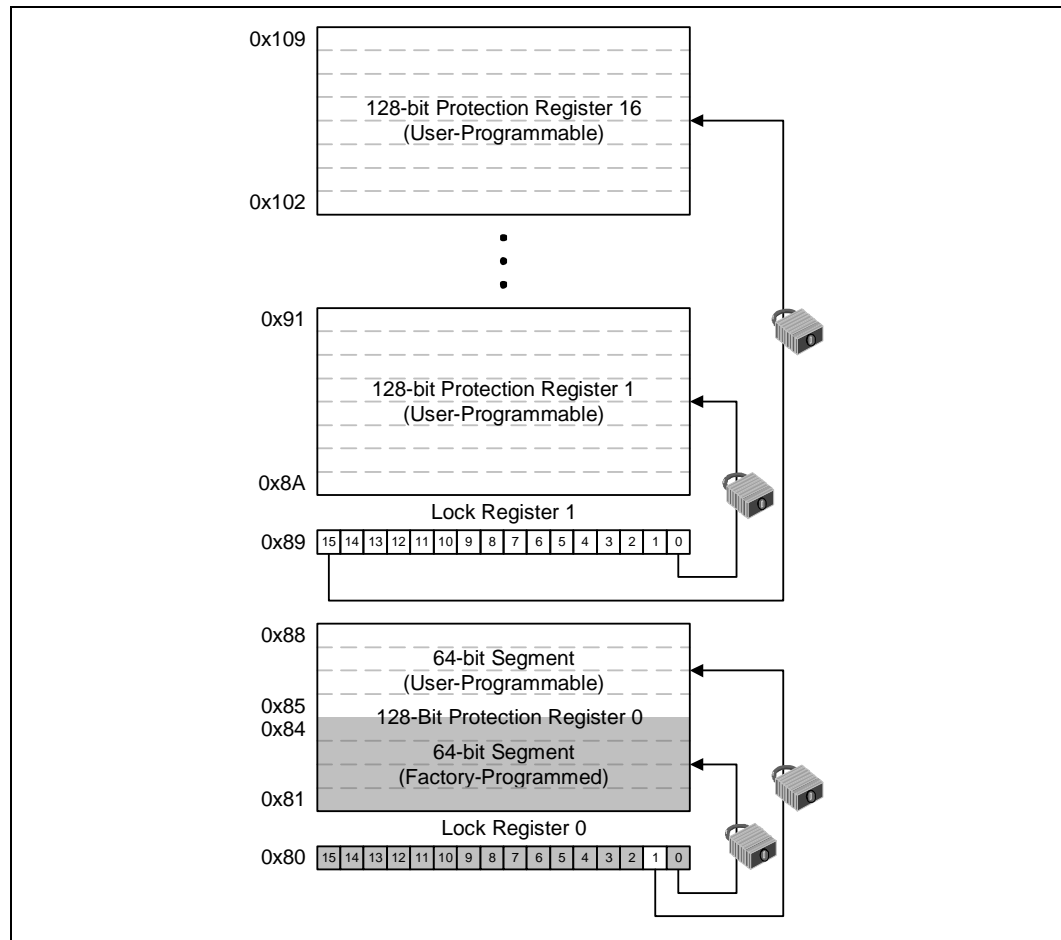 0x109
128-bit Protection Register 16
(User-Programmable)
0x102
0x91
128-bit Protection Register 1
(User-Programmable)
0x8A
Lock Register 1
0x89 15 14 13 12 11 10 9 8 7 6 5 4 3 2 1 0
0x88
64-bit Segment
(User-Programmable)
0x85
128-Bit Protection Register 0
0x84
64-bit Segment
(Factory-Programmed)
0x81
Lock Register 0
0x80 15 14 13 12 11 10 9 8 7 6 5 4 3 2 1 0